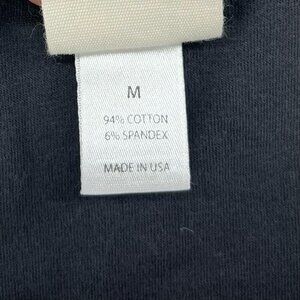 M
94% COTTON
6% SPANDEX
MADE IN USA